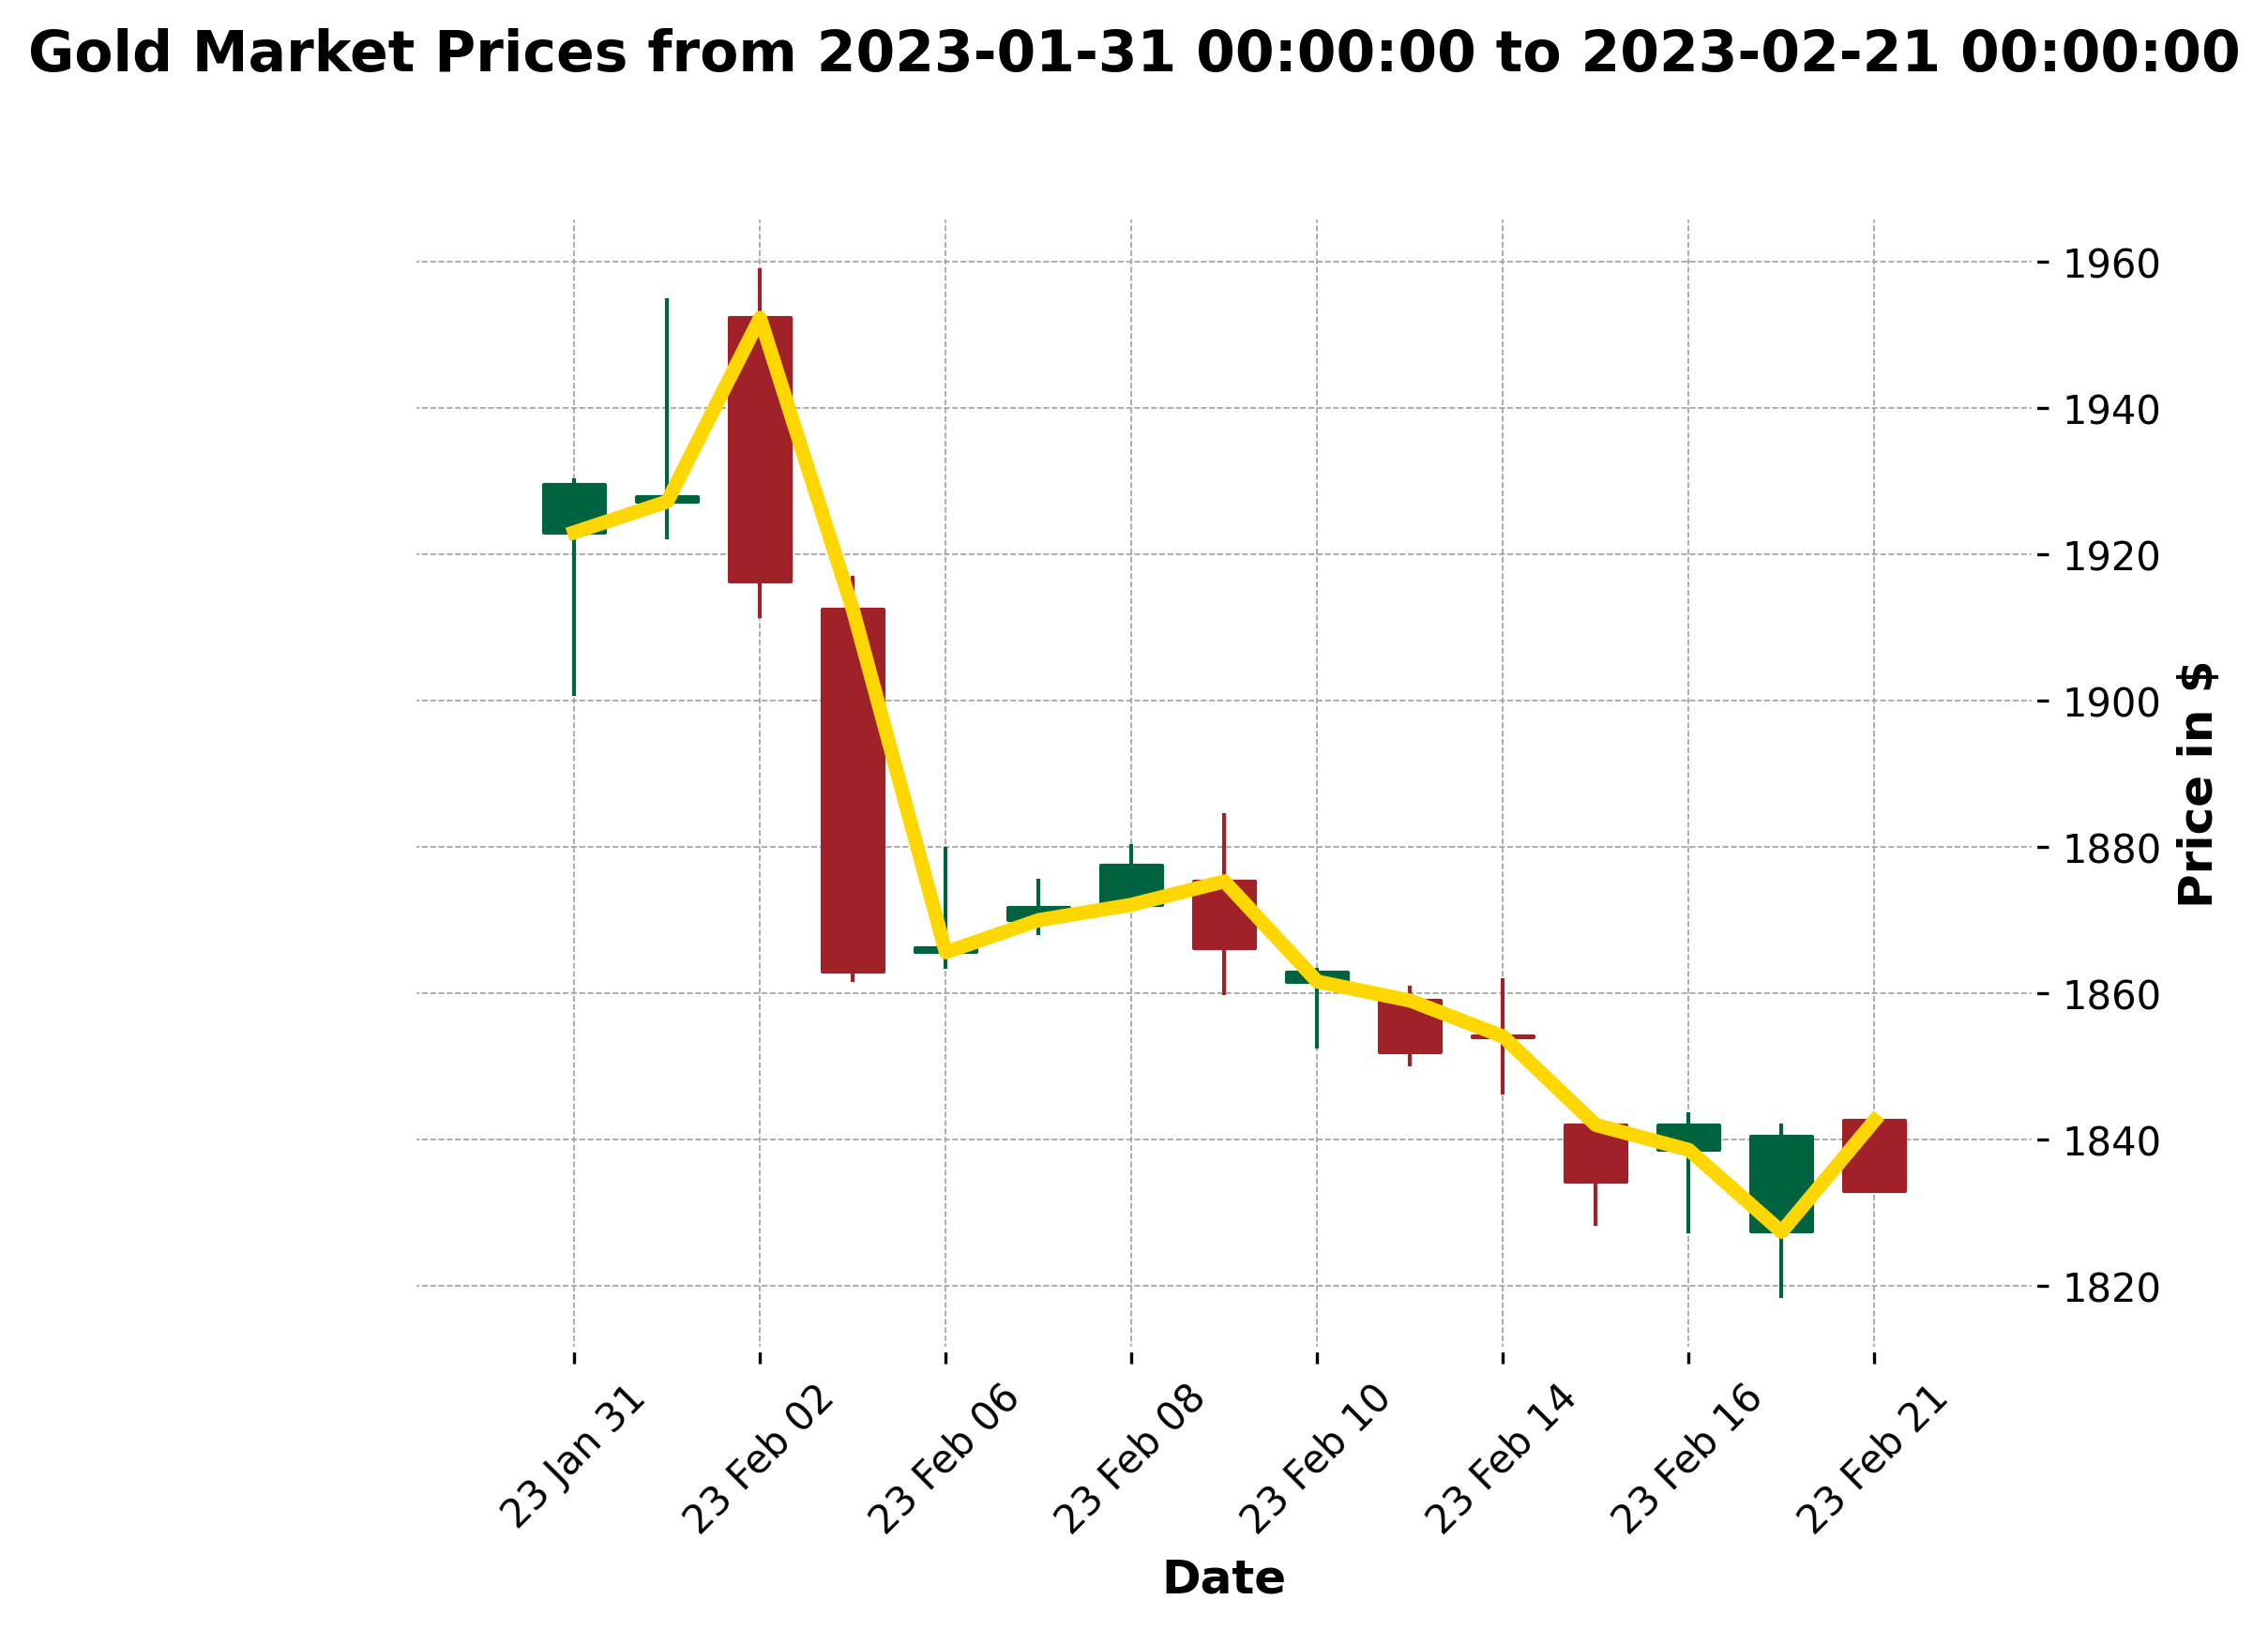 Gold Market Prices from 2023-01-31 00:00:00 to 2023-02-21 00:00:00
1960
1940
1920
1900
1880
1860
1840
1820
Price in $
23 Jan 31
23 Feb 02
23 Feb 06
23 Feb 08
23 Feb 10
23 Feb 14
23 Feb 16
23 Feb 21
Date